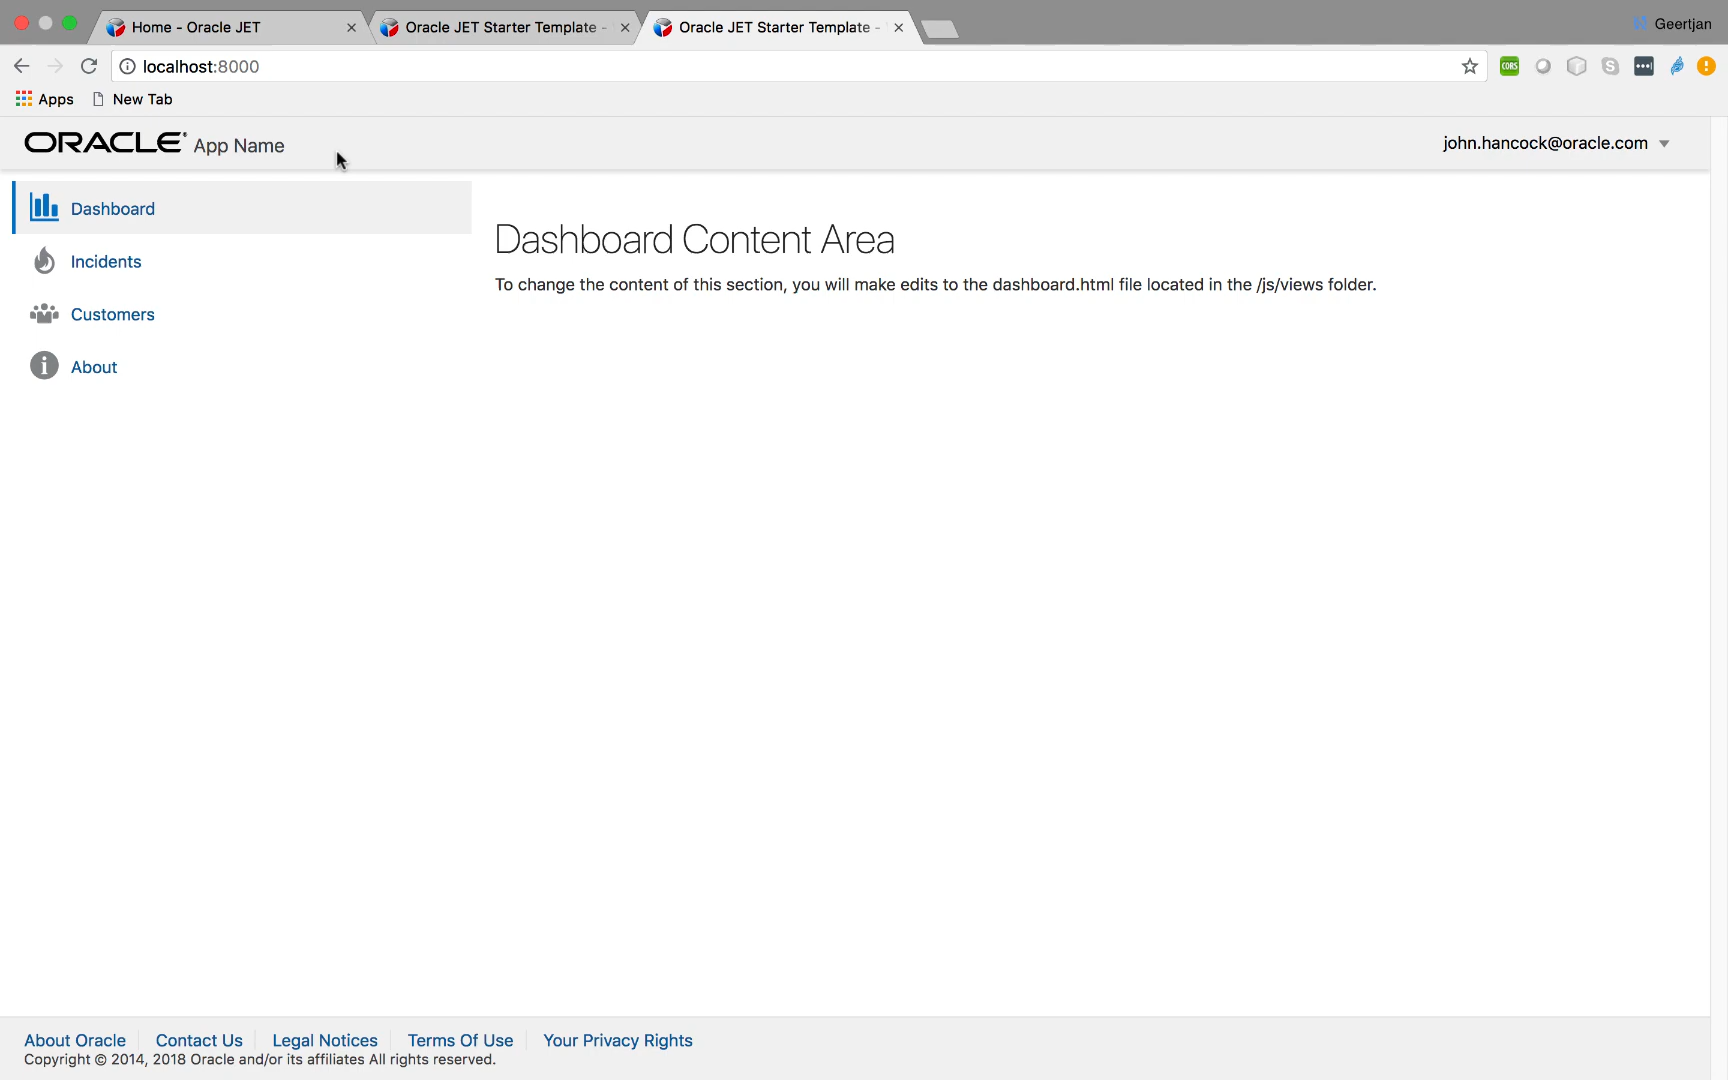 Home - Oracle JET
Oracle JET Starter Template -
Oracle JET Starter Template -
Geertjan
localhost:8000
CORS
Apps
New Tab
ORACLE® App Name
john.hancock@oracle.com
Dashboard
Incidents
Customers
About
Dashboard Content Area
To change the content of this section, you will make edits to the dashboard.html file located in the /js/views folder.
About Oracle
Contact Us
Legal Notices
Terms Of Use
Your Privacy Rights
Copyright © 2014, 2018 Oracle and/or its affiliates All rights reserved.